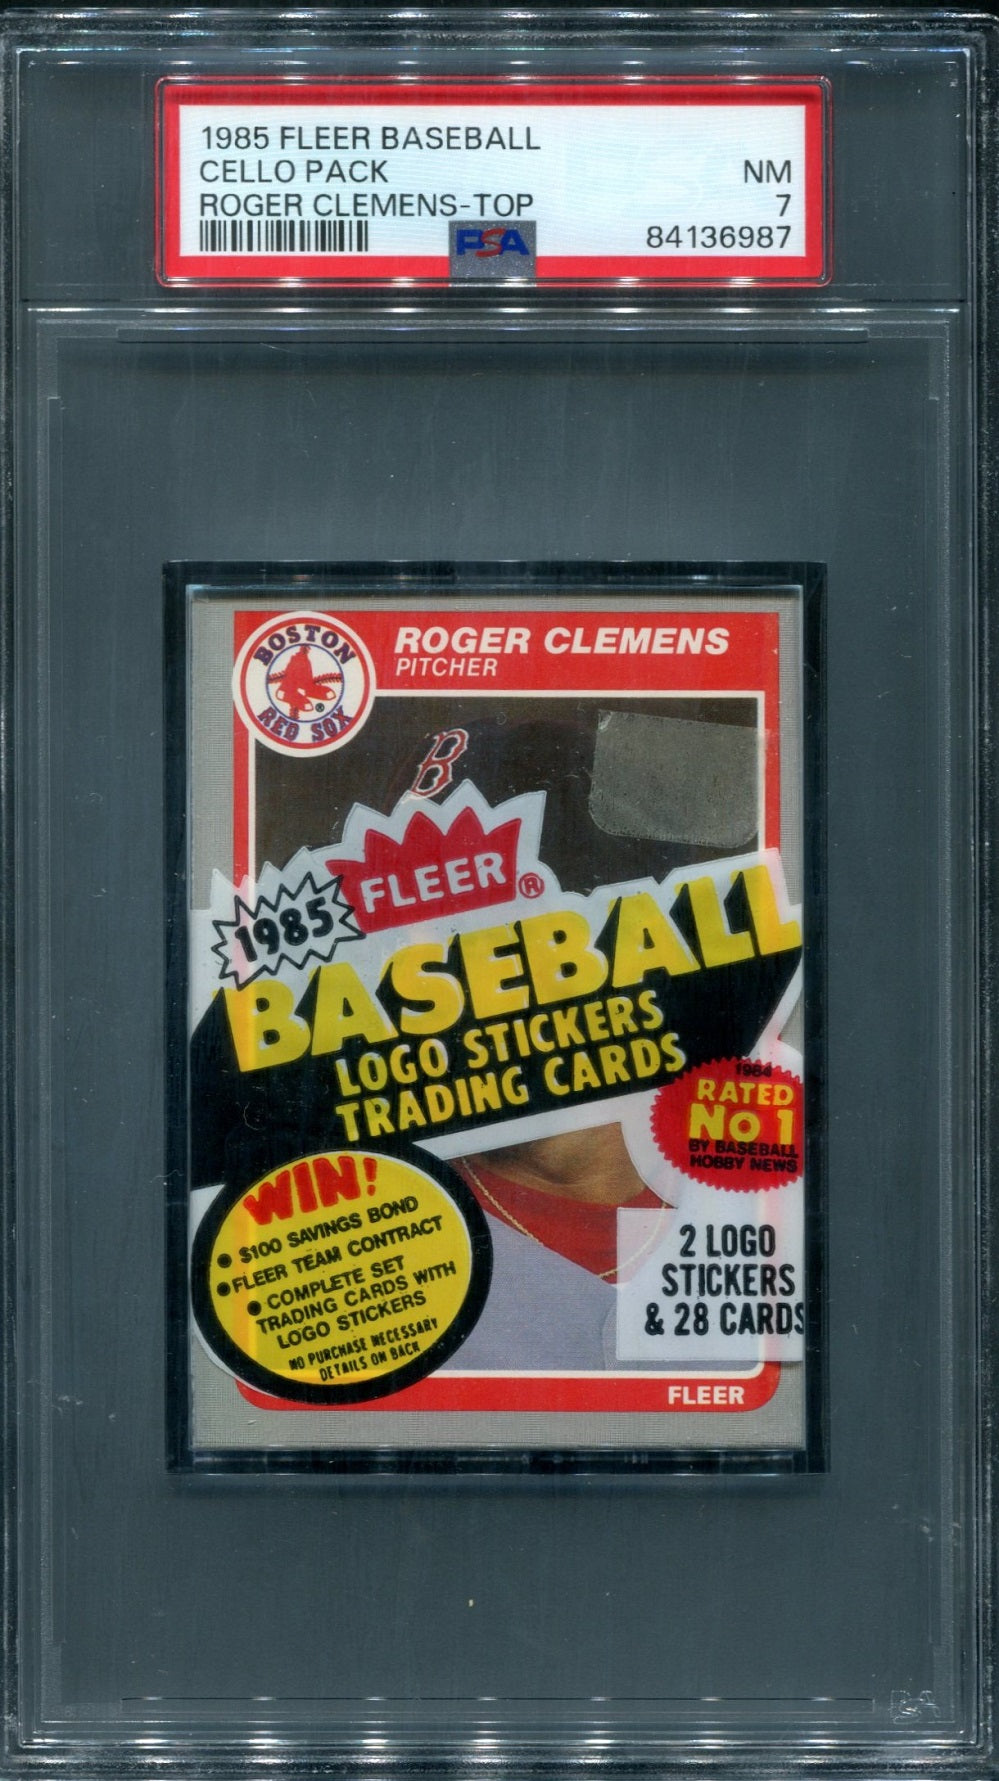 1985 FLEER BASEBALL
CELLO PACK
NM
ROGER CLEMENS-TOP
7
PSA
84136987
BOSTON
RED SOX
®
ROGER CLEMENS
PITCHER
B
FLEER®
1985
BASEBALL
LOGO STICKERS
TRADING CARDS
1984
RATED
No 1
BY BASEBALL
HOBBY NEWS
WIN!
• $100 SAVINGS BOND
• FLEER TEAM CONTRACT
• COMPLETE SET
TRADING CARDS WITH
LOGO STICKERS
NO PURCHASE NECESSARY
DETAILS ON BACK
2 LOGO
STICKERS
& 28 CARDS
FLEER
PSA